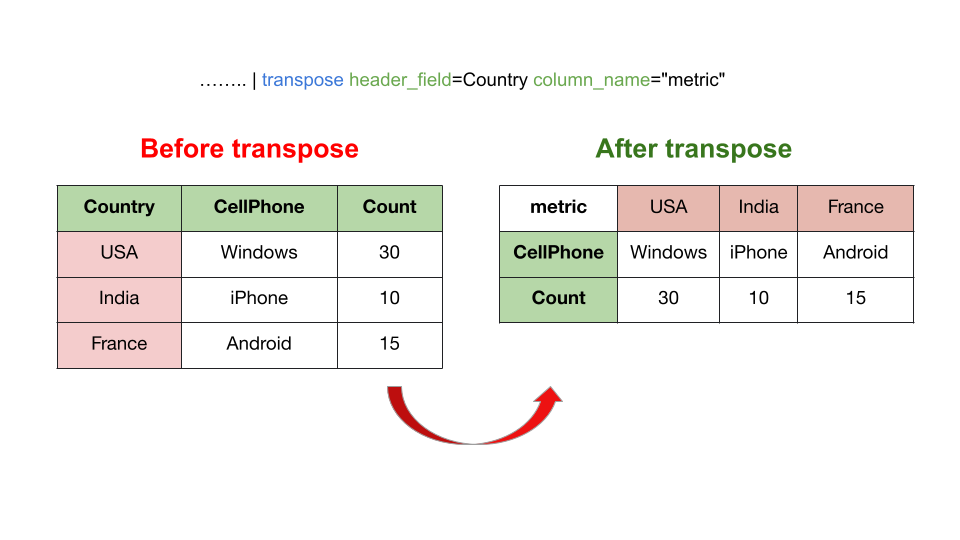 …….. | transpose header_field=Country column_name="metric"
Before transpose
Country CellPhone Count
USA Windows 30
India iPhone 10
France Android 15
After transpose
metric USA India France
CellPhone Windows iPhone Android
Count 30 10 15